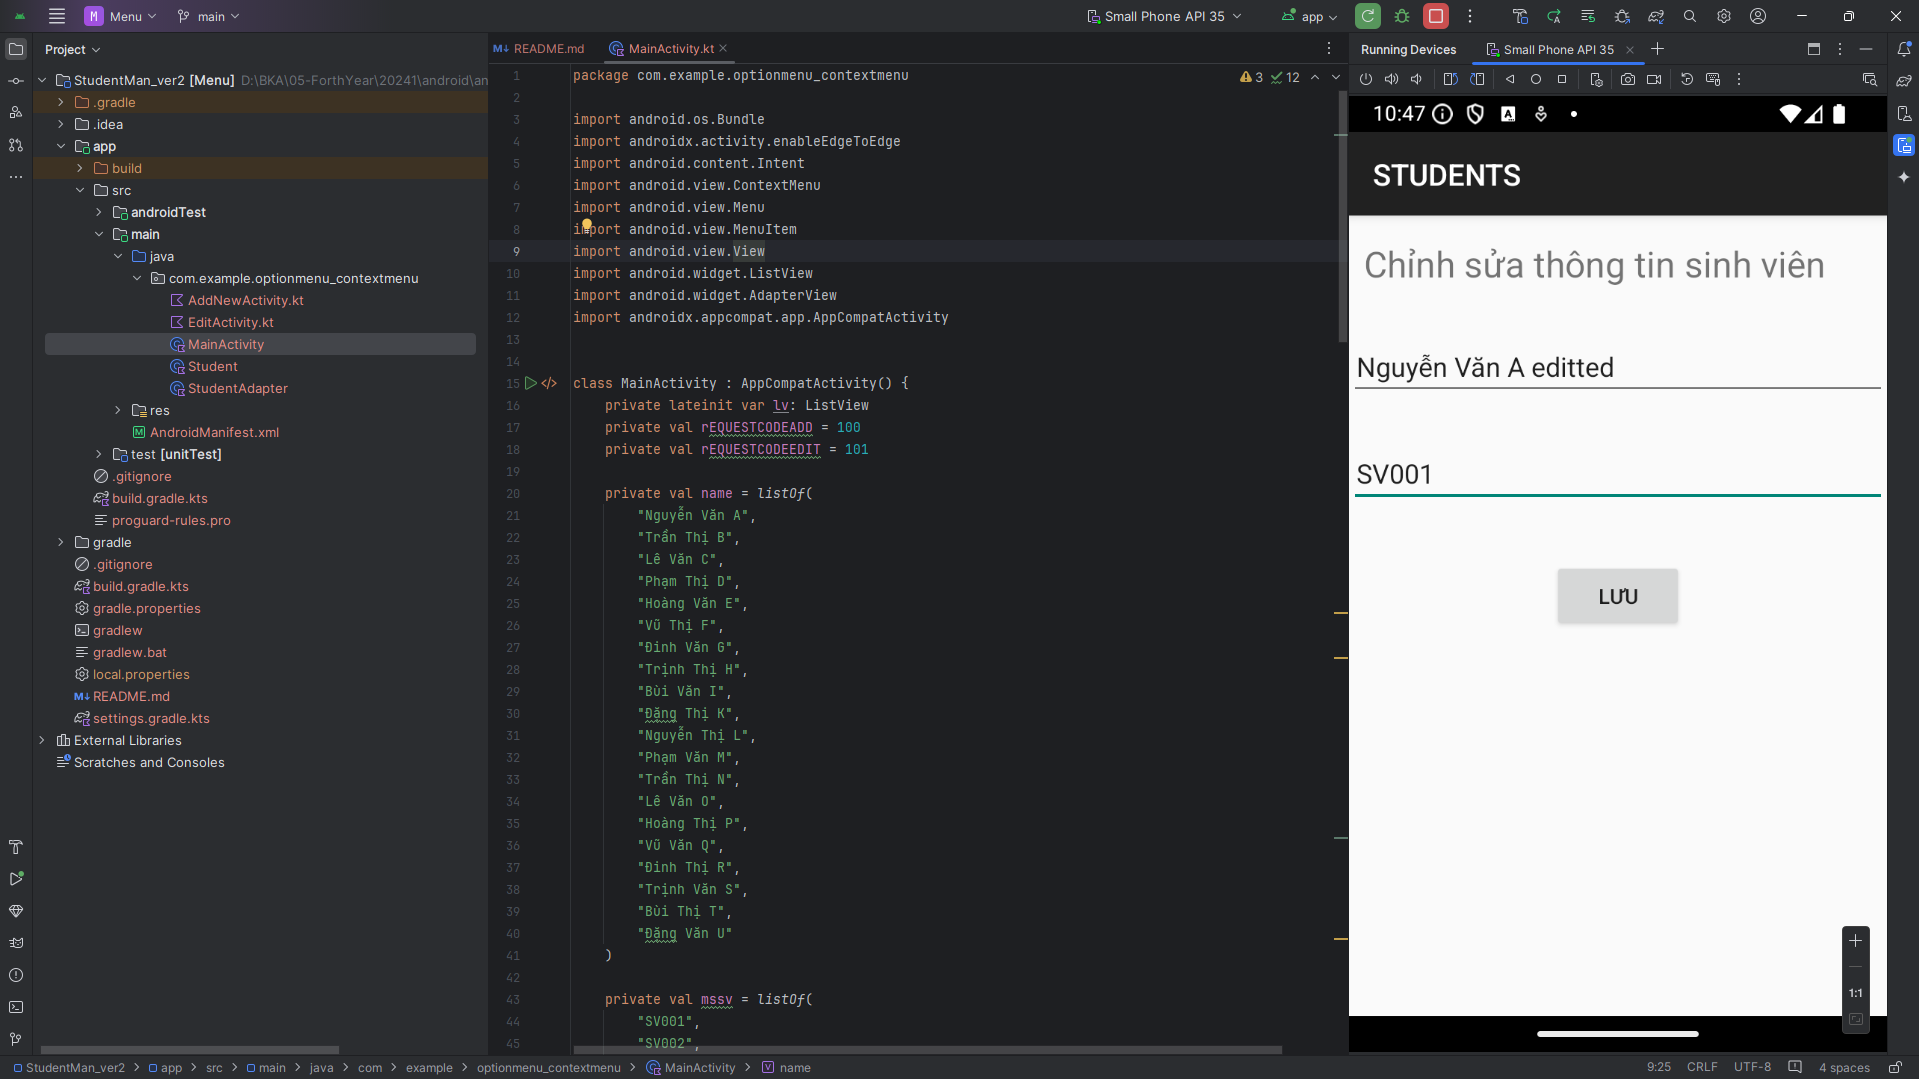 M Menu
main
Small Phone API 35
app
Project
StudentMan_ver2 [Menu] D:\BKA\05-ForthYear\20241\android\an
.gradle
.idea
app
build
src
androidTest
main
java
com.example.optionmenu_contextmenu
AddNewActivity.kt
EditActivity.kt
MainActivity
Student
StudentAdapter
res
AndroidManifest.xml
test [unitTest]
.gitignore
build.gradle.kts
proguard-rules.pro
gradle
.gitignore
build.gradle.kts
gradle.properties
gradlew
gradlew.bat
local.properties
README.md
settings.gradle.kts
External Libraries
Scratches and Consoles
README.md
MainActivity.kt
3 12
1 package com.example.optionmenu_contextmenu
2
3 import android.os.Bundle
4 import androidx.activity.enableEdgeToEdge
5 import android.content.Intent
6 import android.view.ContextMenu
7 import android.view.Menu
8 import android.view.MenuItem
9 import android.view.View
10 import android.widget.ListView
11 import android.widget.AdapterView
12 import androidx.appcompat.app.AppCompatActivity
13
14
15 class MainActivity : AppCompatActivity() {
16 private lateinit var lv: ListView
17 private val rEQUESTCODEADD = 100
18 private val rEQUESTCODEEDIT = 101
19
20 private val name = listOf(
21 "Nguyễn Văn A",
22 "Trần Thị B",
23 "Lê Văn C",
24 "Phạm Thị D",
25 "Hoàng Văn E",
26 "Vũ Thị F",
27 "Đinh Văn G",
28 "Trịnh Thị H",
29 "Bùi Văn I",
30 "Đặng Thị K",
31 "Nguyễn Thị L",
32 "Phạm Văn M",
33 "Trần Thị N",
34 "Lê Văn O",
35 "Hoàng Thị P",
36 "Vũ Văn Q",
37 "Đinh Thị R",
38 "Trịnh Văn S",
39 "Bùi Thị T",
40 "Đặng Văn U"
41 )
42
43 private val mssv = listOf(
44 "SV001",
45 "SV002",
Running Devices
Small Phone API 35
10:47
STUDENTS
Chỉnh sửa thông tin sinh viên
Nguyễn Văn A editted
SV001
LƯU
1:1
StudentMan_ver2 > app > src > main > java > com > example > optionmenu_contextmenu > MainActivity > name
9:25 CRLF UTF-8 4 spaces